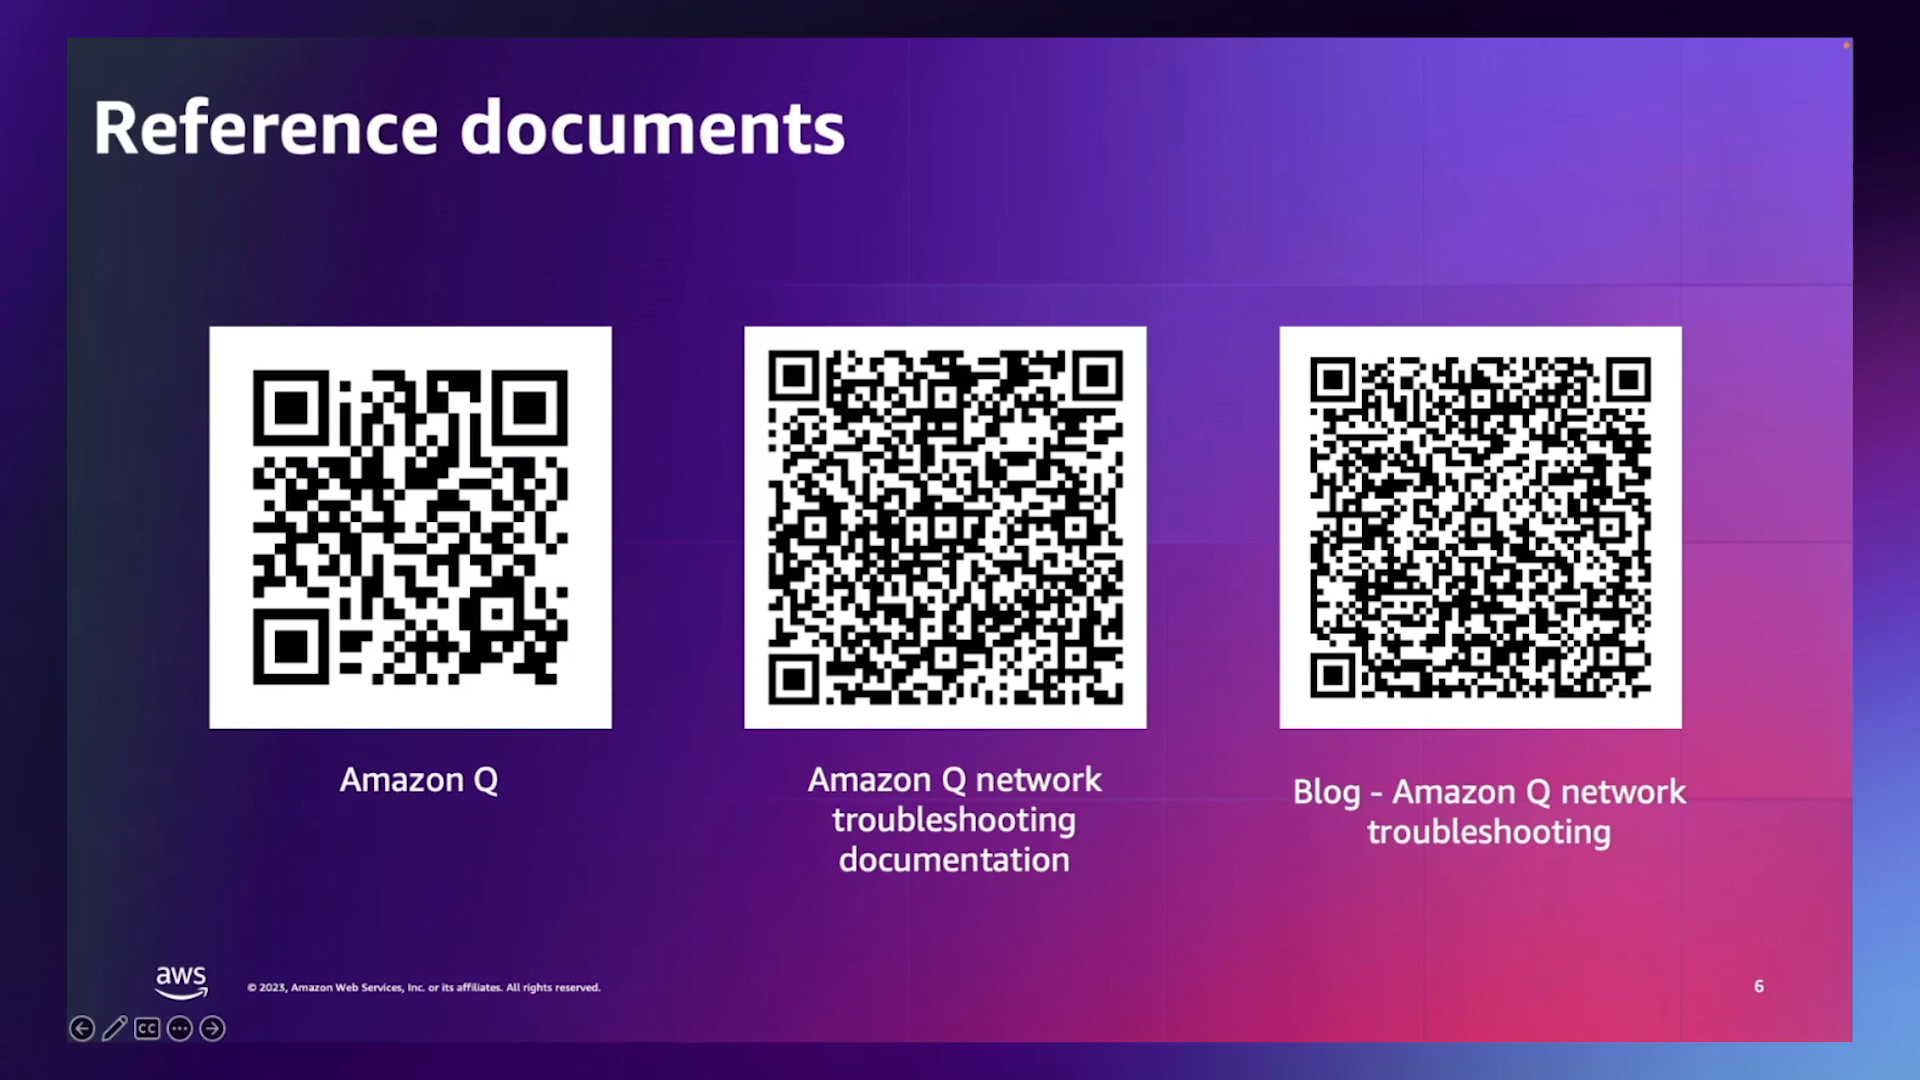 Reference documents
Amazon Q
Amazon Q network
troubleshooting
documentation
Blog - Amazon Q network
troubleshooting
aws
© 2023, Amazon Web Services, Inc. or its affiliates. All rights reserved.
6
CC